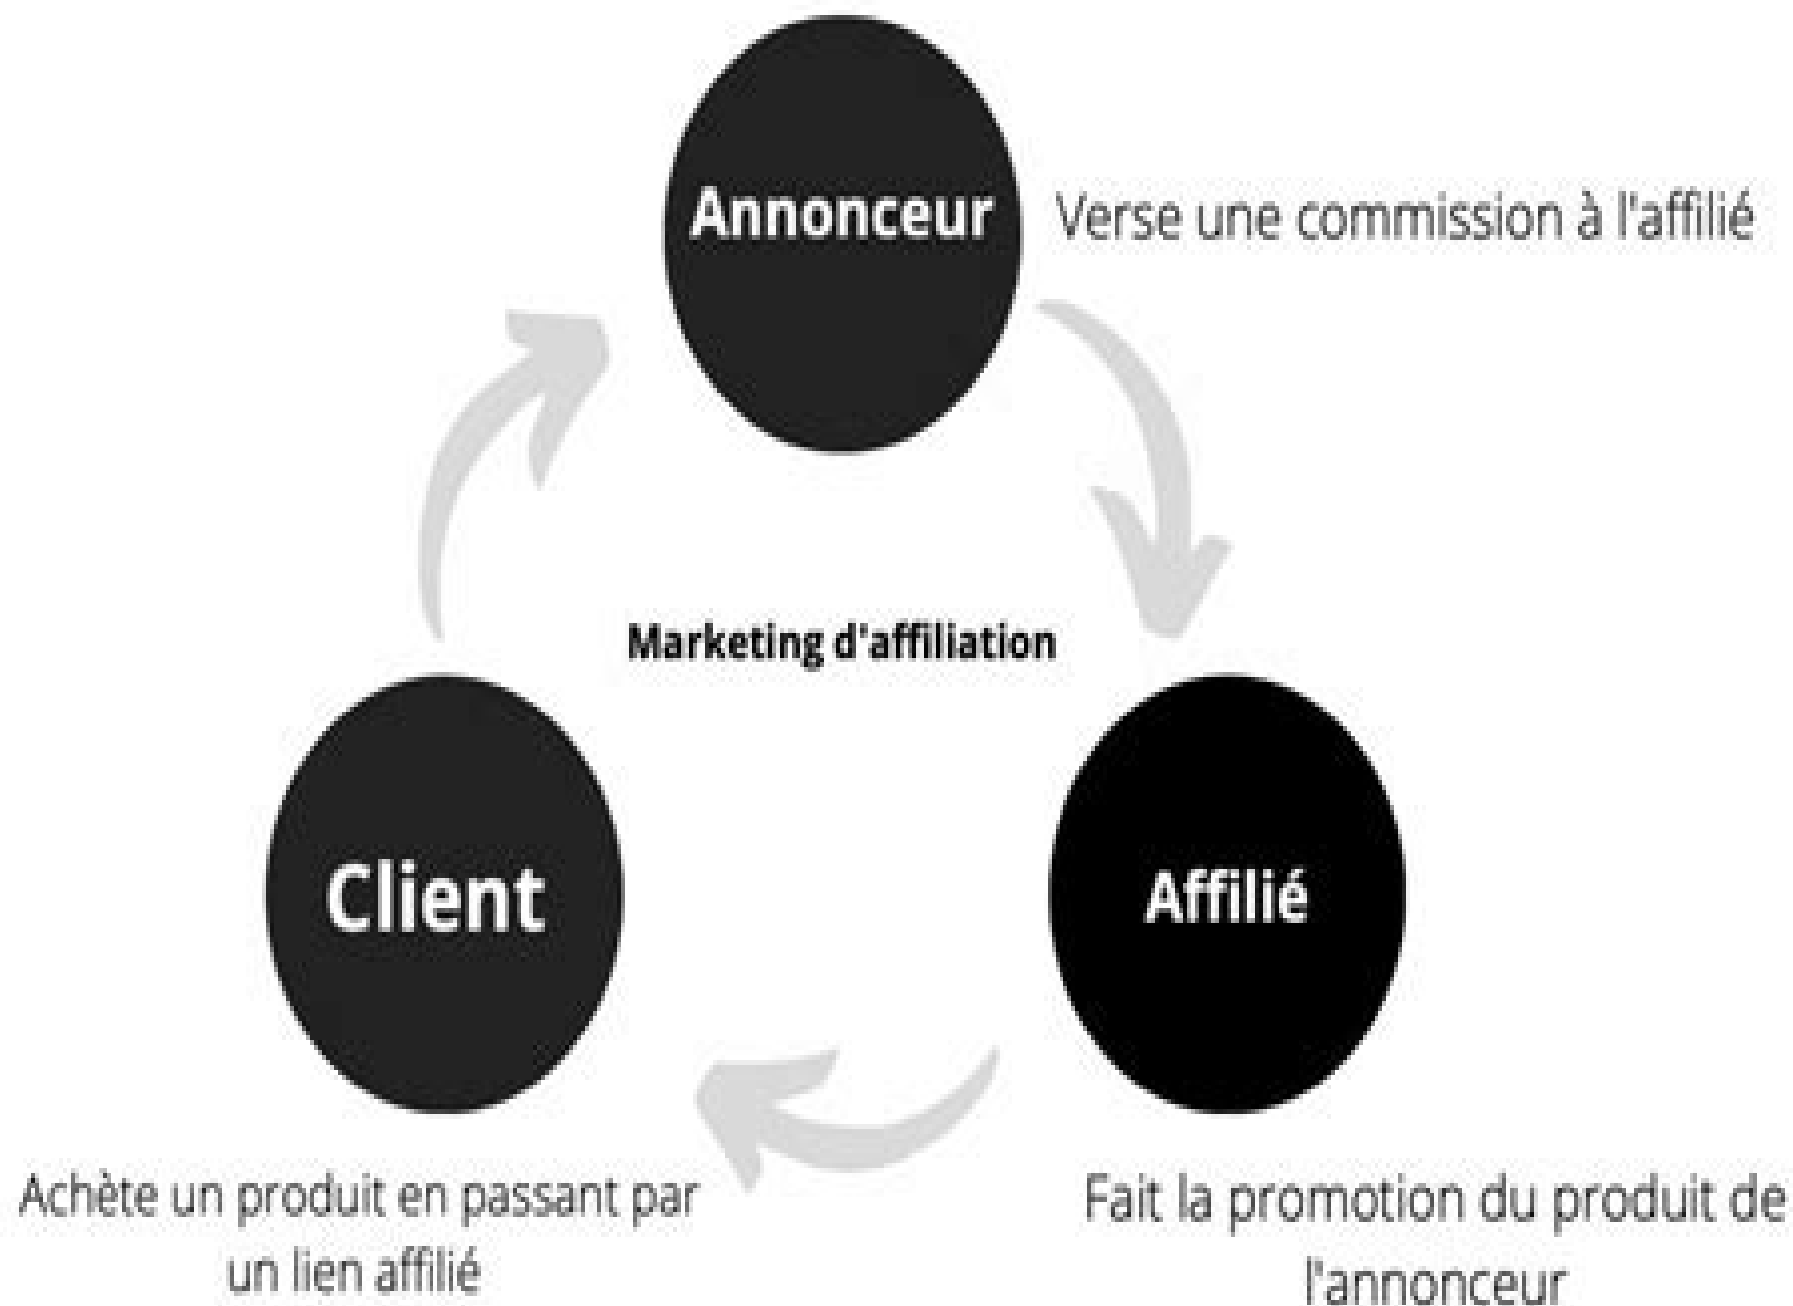 Annonceur
Verse une commission à l'affilié
Marketing d'affiliation
Client
Affilié
Achète un produit en passant par
un lien affilié
Fait la promotion du produit de
l'annonceur